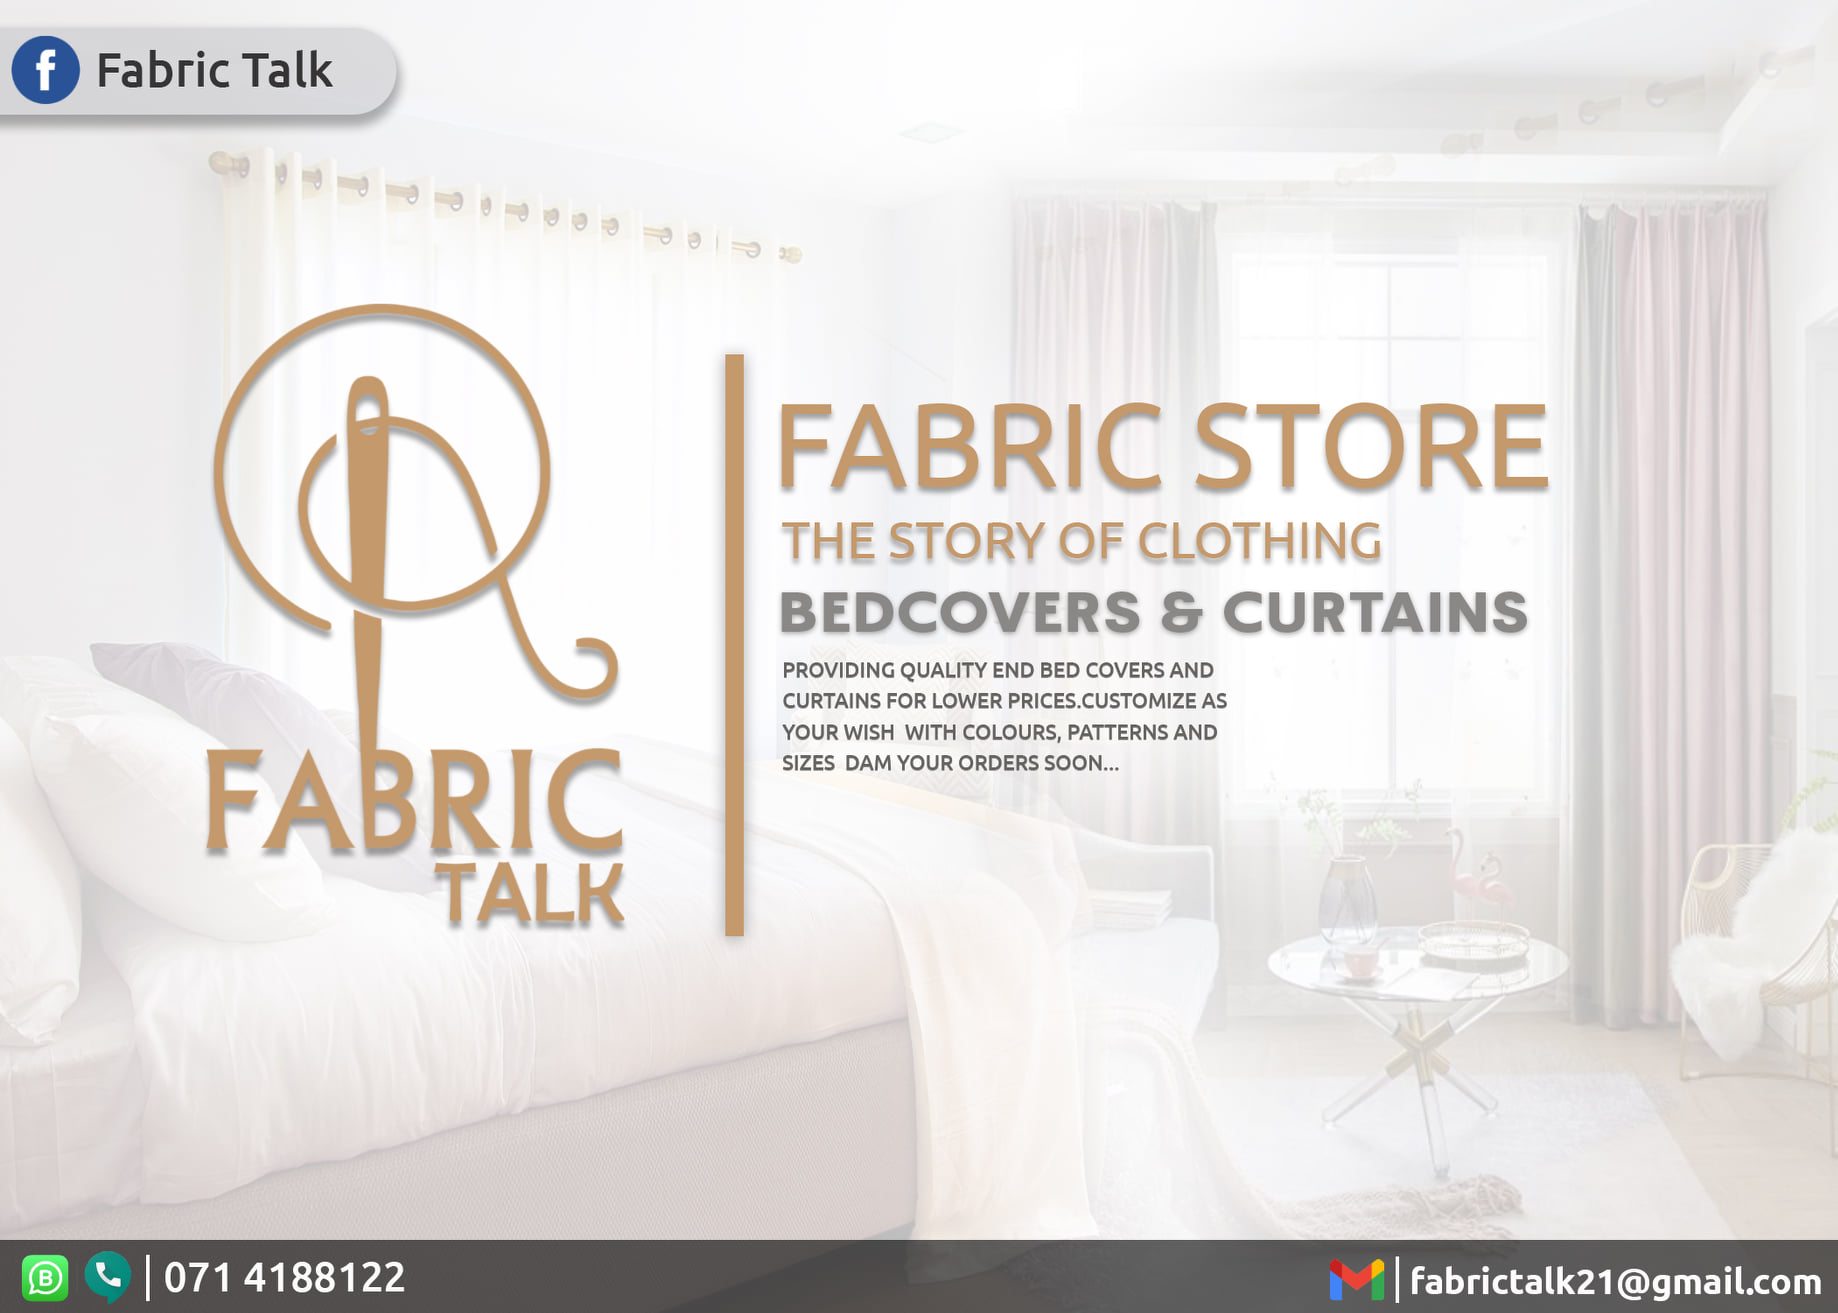 Fabric Talk
FABRIC
TALK
FABRIC STORE
THE STORY OF CLOTHING
BEDCOVERS & CURTAINS
PROVIDING QUALITY END BED COVERS AND
CURTAINS FOR LOWER PRICES.CUSTOMIZE AS
YOUR WISH  WITH COLOURS, PATTERNS AND
SIZES  DAM YOUR ORDERS SOON...
071 4188122
fabrictalk21@gmail.com